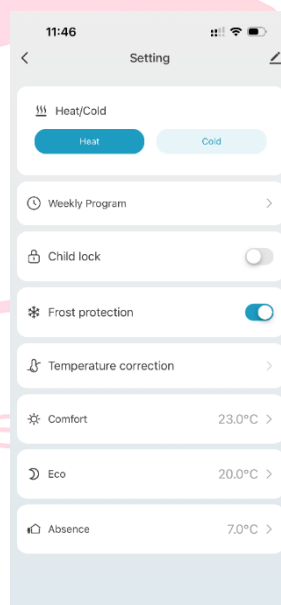 11:46
Setting
Heat/Cold
Heat Cold
Weekly Program
Child lock
Frost protection
Temperature correction
Comfort 23.0°C
Eco 20.0°C
Absence 7.0°C